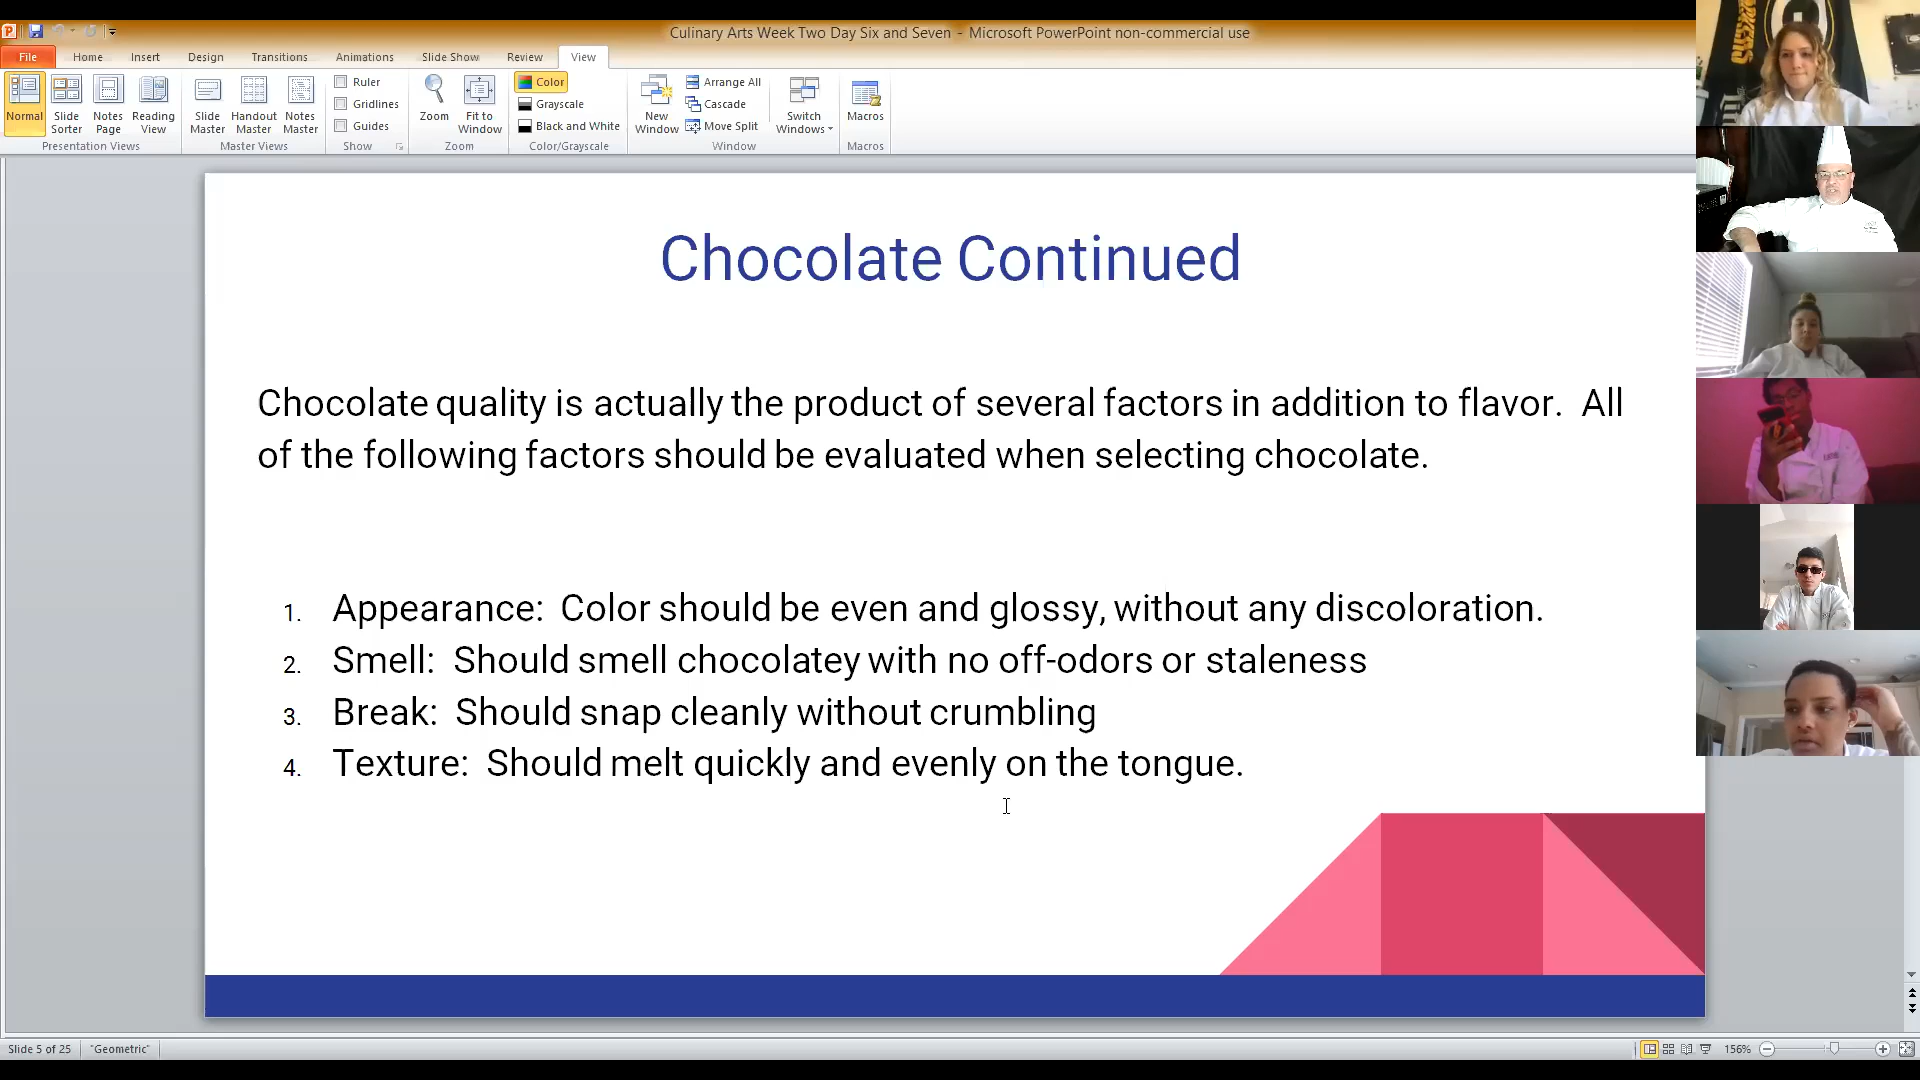 Culinary Arts Week Two Day Six and Seven - Microsoft PowerPoint non-commercial use
File Home Insert Design Transitions Animations Slide Show Review View
Normal
Slide Sorter
Notes Page
Reading View
Presentation Views
Slide Master
Handout Master
Notes Master
Master Views
Ruler
Gridlines
Guides
Show
Zoom
Fit to Window
Zoom
Color
Grayscale
Black and White
Color/Grayscale
New Window
Arrange All
Cascade
Move Split
Switch Windows
Window
Macros
Macros
Chocolate Continued
Chocolate quality is actually the product of several factors in addition to flavor. All
of the following factors should be evaluated when selecting chocolate.
1. Appearance: Color should be even and glossy, without any discoloration.
2. Smell: Should smell chocolatey with no off-odors or staleness
3. Break: Should snap cleanly without crumbling
4. Texture: Should melt quickly and evenly on the tongue.
Slide 5 of 25 "Geometric" 156%